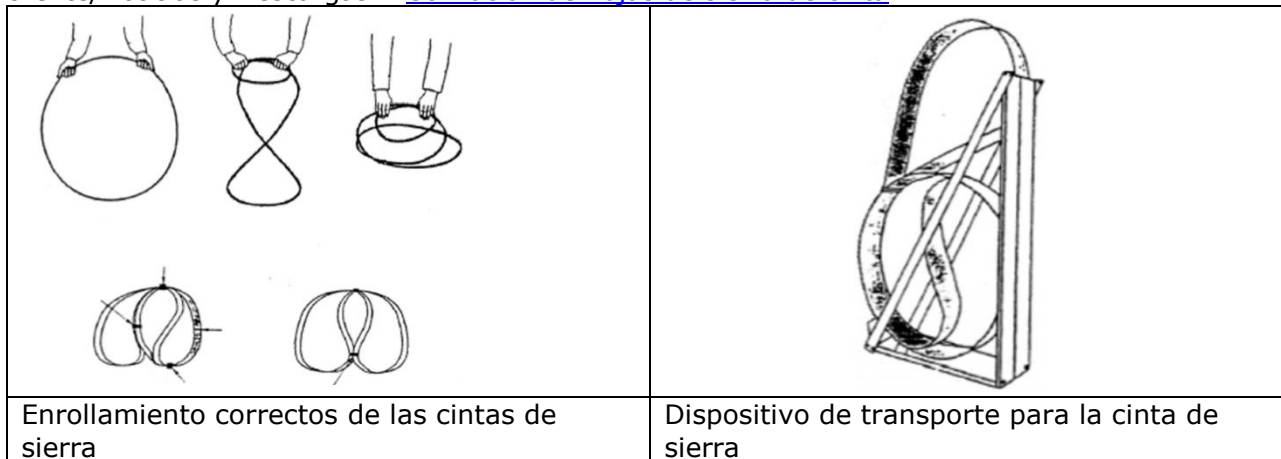 Enrollamiento correctos de las cintas de
sierra
Dispositivo de transporte para la cinta de
sierra